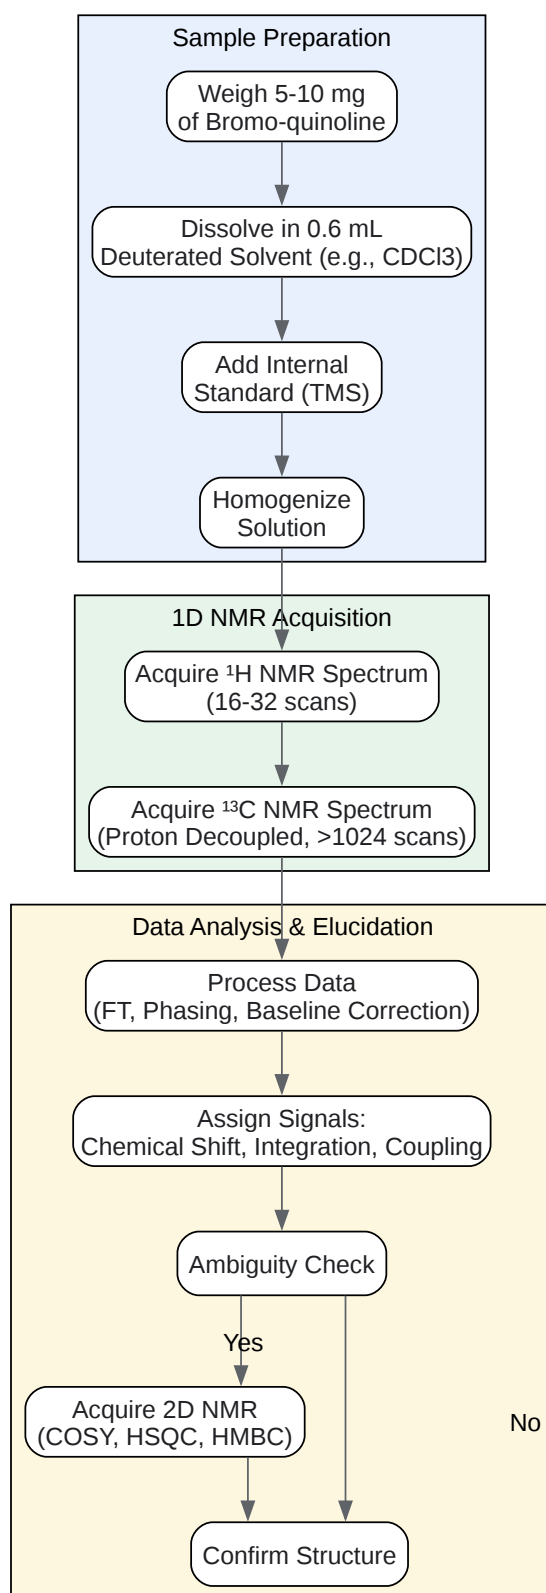 Sample Preparation
Weigh 5-10 mg
of Bromo-quinoline
Dissolve in 0.6 mL
Deuterated Solvent (e.g., CDCl3)
Add Internal
Standard (TMS)
Homogenize
Solution
1D NMR Acquisition
Acquire ¹H NMR Spectrum
(16-32 scans)
Acquire ¹³C NMR Spectrum
(Proton Decoupled, >1024 scans)
Data Analysis & Elucidation
Process Data
(FT, Phasing, Baseline Correction)
Assign Signals:
Chemical Shift, Integration, Coupling
Ambiguity Check
Yes
Acquire 2D NMR
(COSY, HSQC, HMBC)
No
Confirm Structure